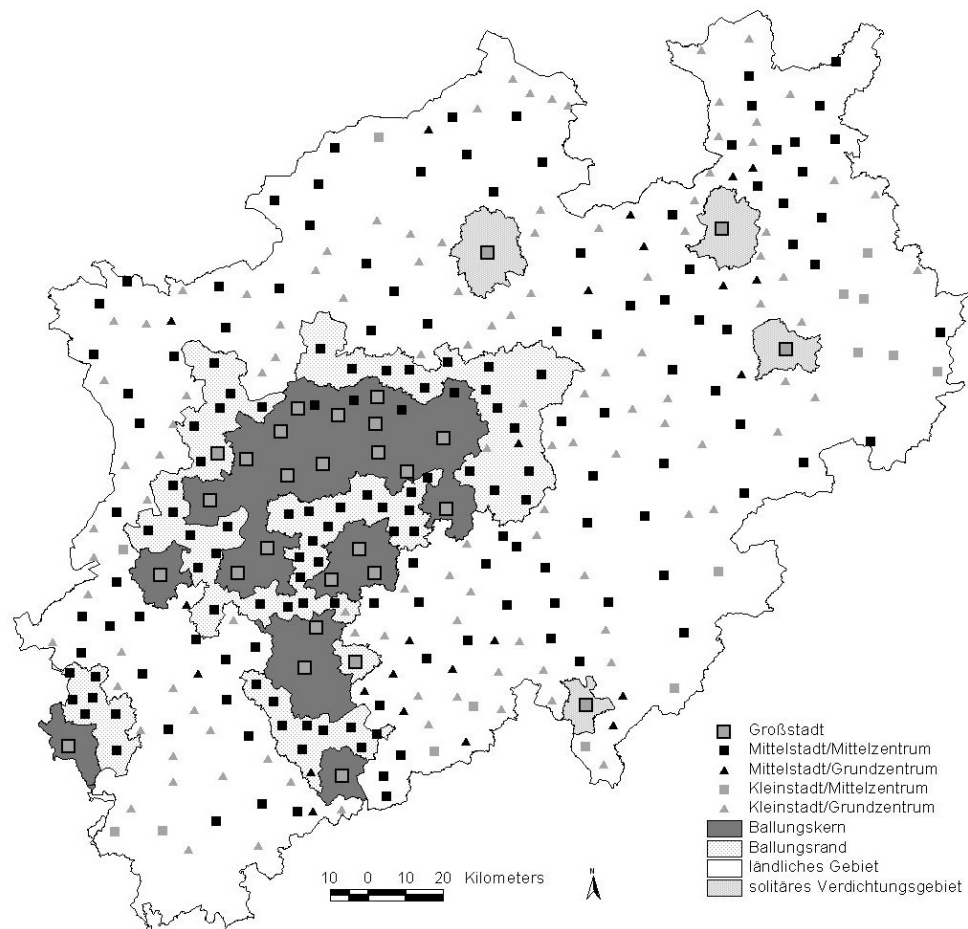 Großstadt
Mittelstadt/Mittelzentrum
Mittelstadt/Grundzentrum
Kleinstadt/Mittelzentrum
Kleinstadt/Grundzentrum
Ballungskern
Ballungsrand
ländliches Gebiet
solitäres Verdichtungsgebiet
10 0 10 20 Kilometers
N